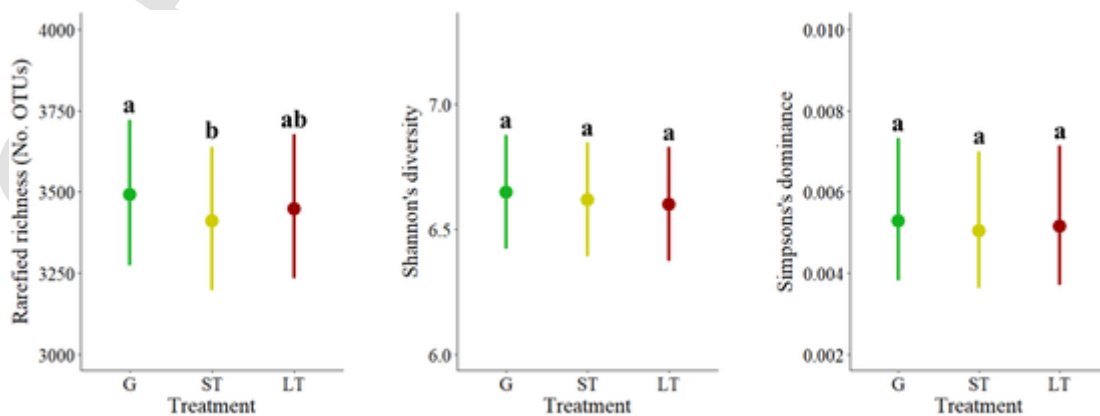 Rarefied richness (No. OTUs)
4000
3750
3500
3250
3000
a
b
ab
G ST LT
Treatment
Shannon's diversity
7.0
6.5
6.0
a
a
a
G ST LT
Treatment
Simpsons's dominance
0.010
0.008
0.006
0.004
0.002
a
a
a
G ST LT
Treatment